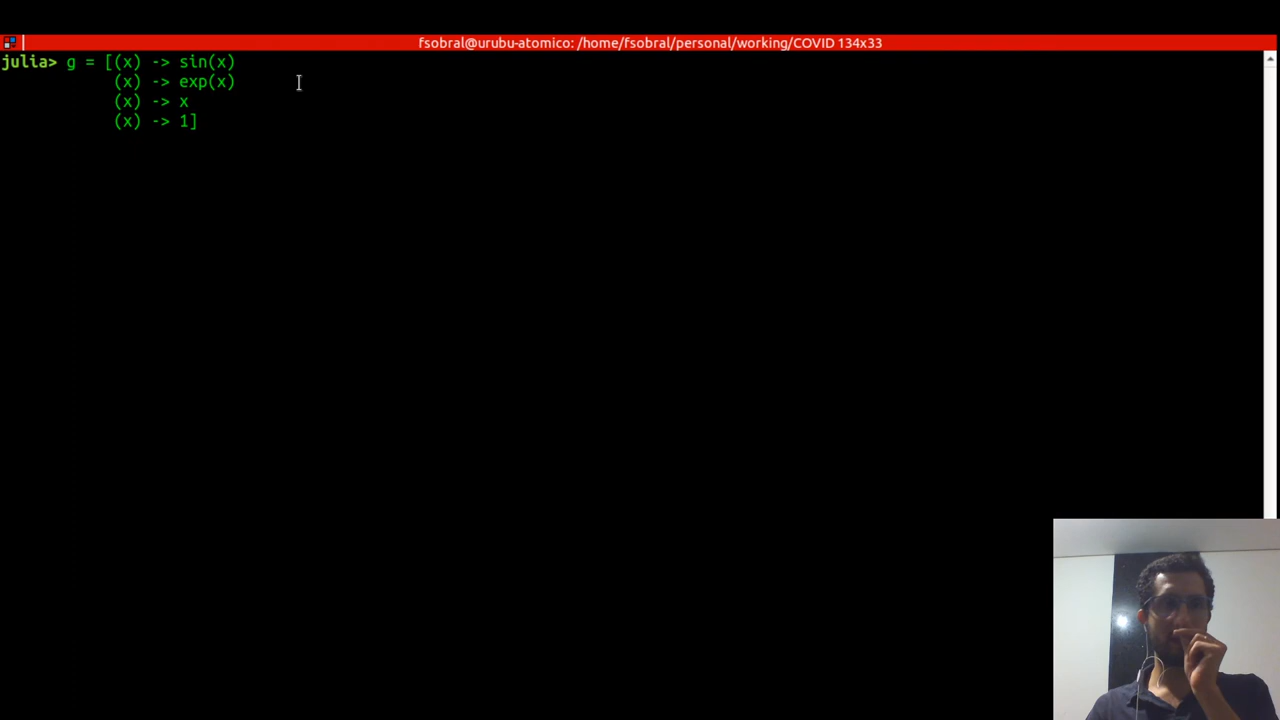 fsobral@urubu-atomico: /home/fsobral/personal/working/COVID 134x33
julia> g = [(x) -> sin(x)
(x) -> exp(x)
(x) -> x
(x) -> 1]